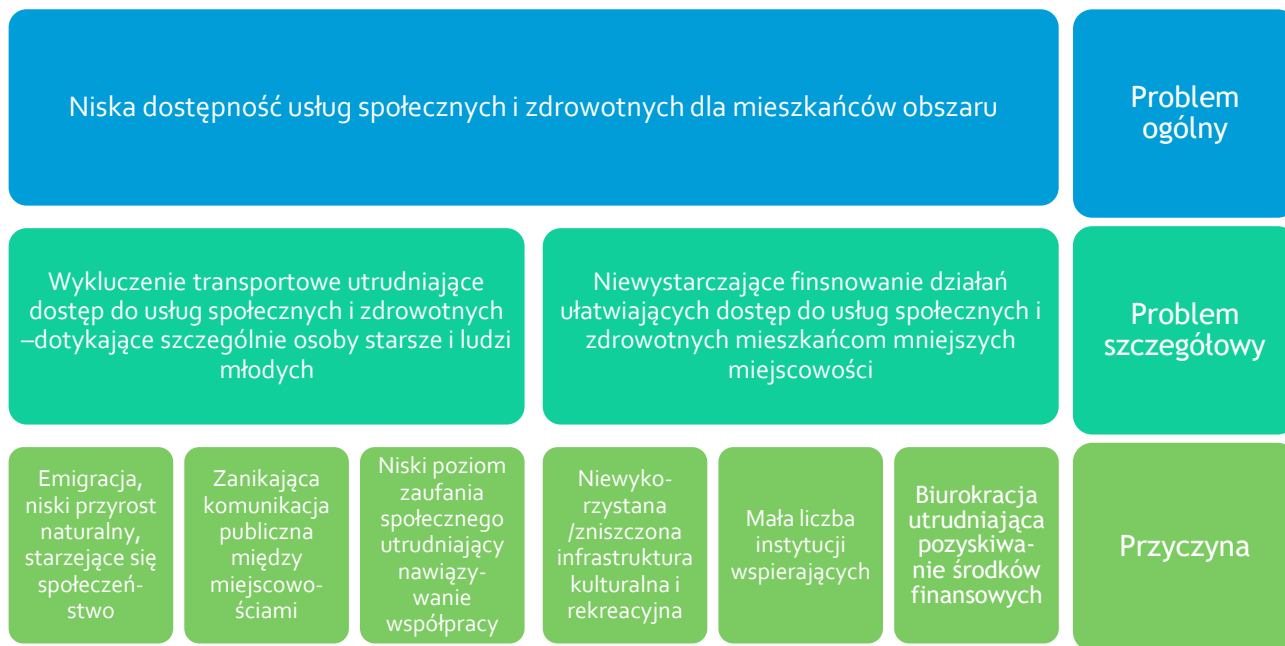 Niska dostępność usług społecznych i zdrowotnych dla mieszkańców obszaru
Problem
ogólny
Wykluczenie transportowe utrudniające
dostęp do usług społecznych i zdrowotnych
–dotykające szczególnie osoby starsze i ludzi
młodych
Niewystarczające finsnowanie działań
ułatwiających dostęp do usług społecznych i
zdrowotnych mieszkańcom mniejszych
miejscowości
Problem
szczegółowy
Emigracja,
niski przyrost
naturalny,
starzejące się
społeczeń-
stwo
Zanikająca
komunikacja
publiczna
między
miejscowo-
ściami
Niski poziom
zaufania
społecznego
utrudniający
nawiązy-
wanie
współpracy
Niewyko-
rzystana
/zniszczona
infrastruktura
kulturalna i
rekreacyjna
Mała liczba
instytucji
wspierających
Biurokracja
utrudniająca
pozyskiwa-
nie środków
finansowych
Przyczyna